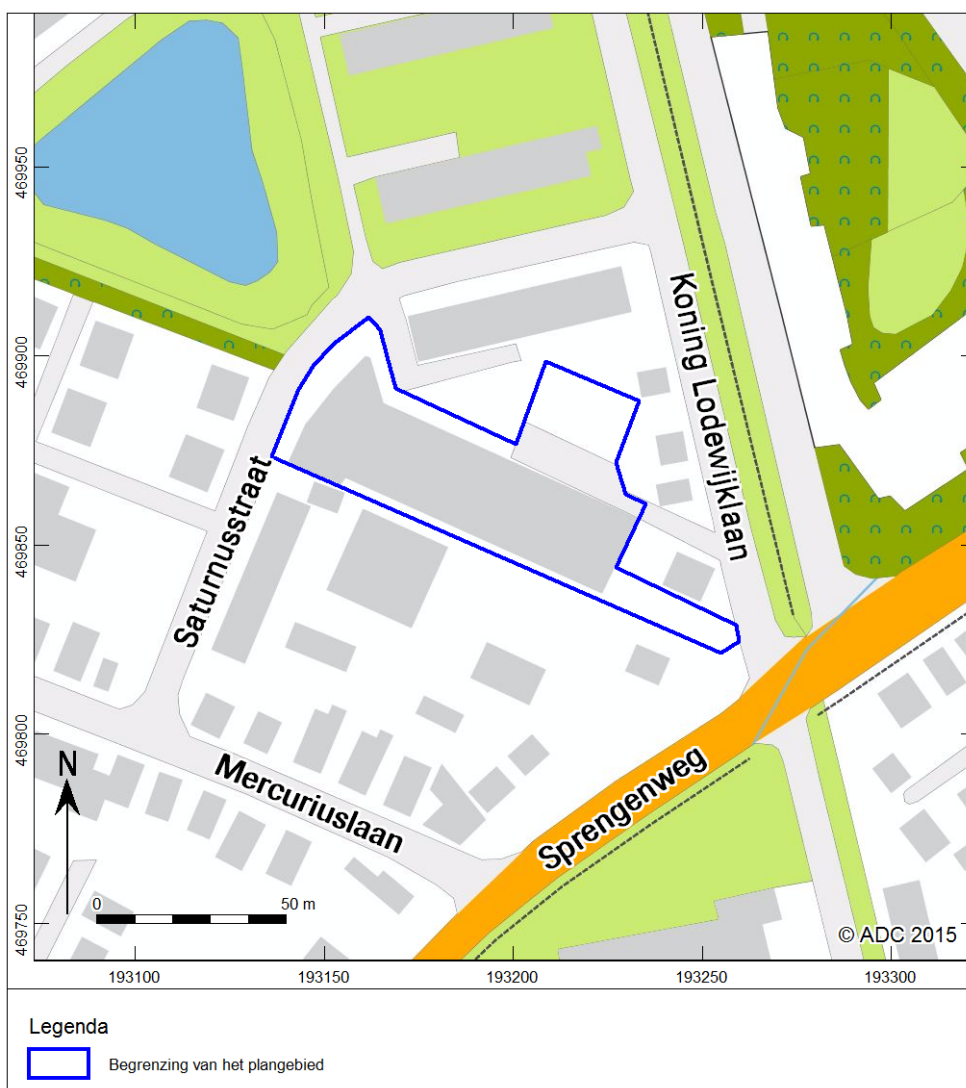 469950
469900
469850
469800
469750
Koning Lodewijklaan
Saturnusstraat
Mercuriuslaan
Sprengenweg
N
0 50 m
© ADC 2015
193100 193150 193200 193250 193300
Legenda
Begrenzing van het plangebied